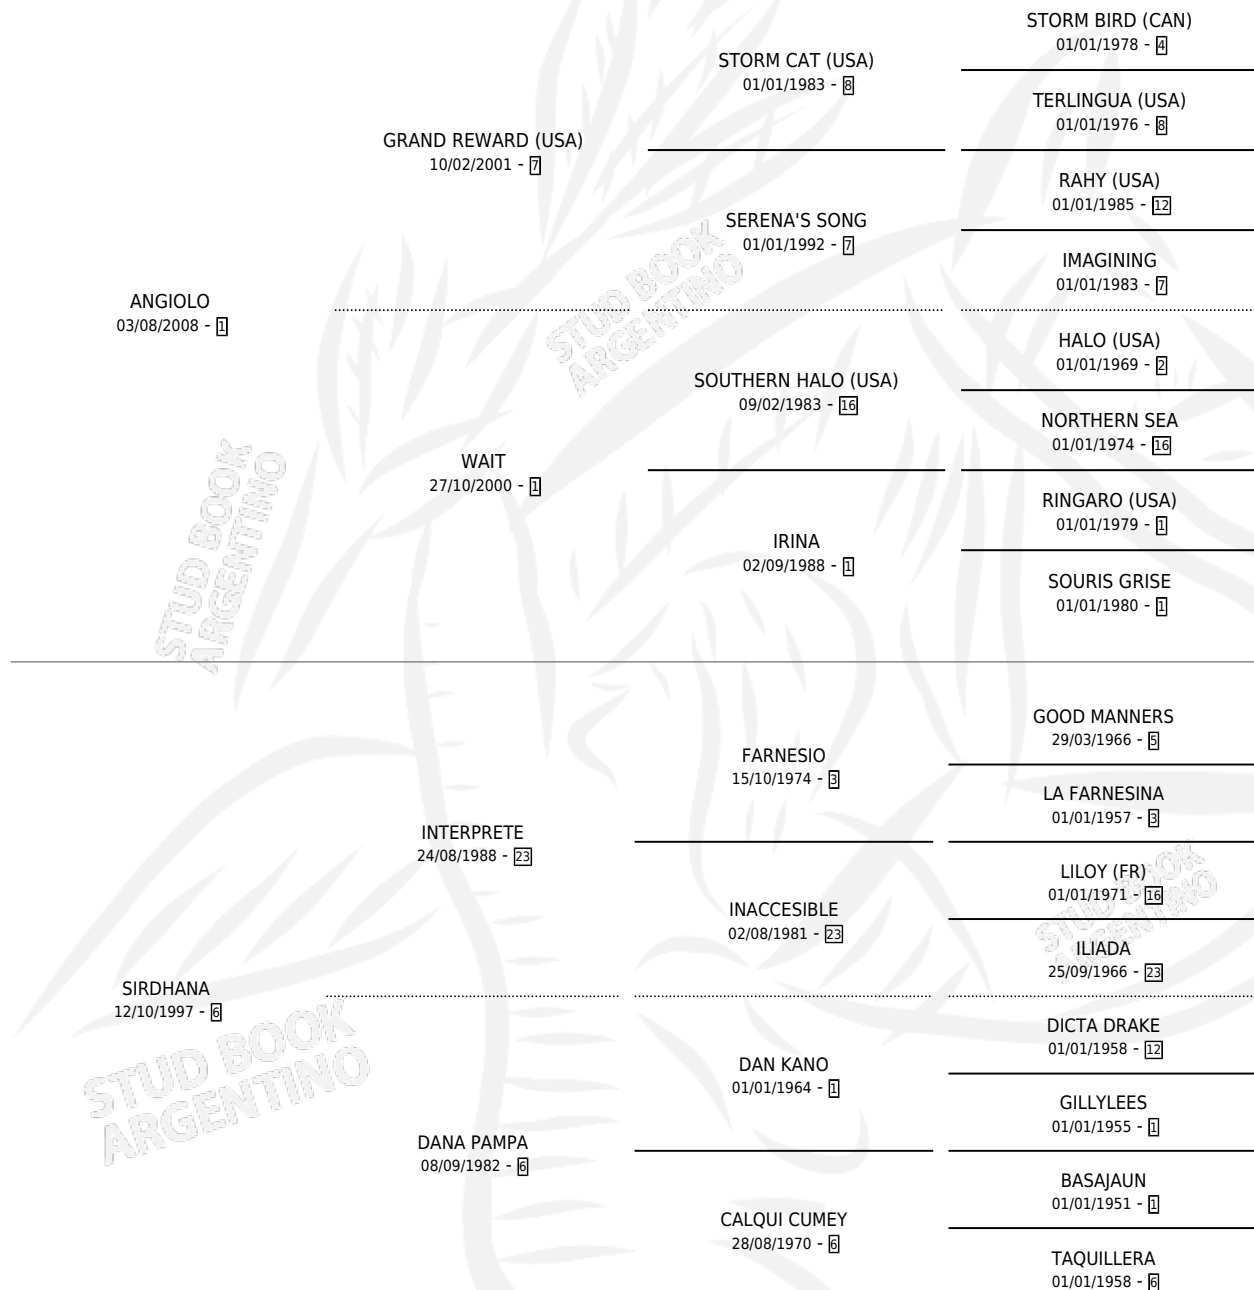 STORM BIRD (CAN)
01/01/1978 - 4
STORM CAT (USA)
01/01/1983 - 8
TERLINGUA (USA)
01/01/1976 - 8
GRAND REWARD (USA)
10/02/2001 - 7
RAHY (USA)
01/01/1985 - 12
SERENA'S SONG
01/01/1992 - 7
IMAGINING
01/01/1983 - 7
ANGIOLO
03/08/2008 - 1
HALO (USA)
01/01/1969 - 2
SOUTHERN HALO (USA)
09/02/1983 - 16
NORTHERN SEA
01/01/1974 - 16
WAIT
27/10/2000 - 1
RINGARO (USA)
01/01/1979 - 1
IRINA
02/09/1988 - 1
SOURIS GRISE
01/01/1980 - 1
GOOD MANNERS
29/03/1966 - 5
FARNESIO
15/10/1974 - 3
LA FARNESINA
01/01/1957 - 3
INTERPRETE
24/08/1988 - 23
LILOY (FR)
01/01/1971 - 16
INACCESIBLE
02/08/1981 - 23
ILIADA
25/09/1966 - 23
SIRDHANA
12/10/1997 - 6
DICTA DRAKE
01/01/1958 - 12
DAN KANO
01/01/1964 - 1
GILLYLEES
01/01/1955 - 1
DANA PAMPA
08/09/1982 - 6
BASAJAUN
01/01/1951 - 1
CALQUI CUMEY
28/08/1970 - 6
TAQUILLERA
01/01/1958 - 6
STUD BOOK
ARGENTINO
STUD BOOK
ARGENTINO
STUD BOOK
ARGENTINO
STUD BOOK
ARGENTINO